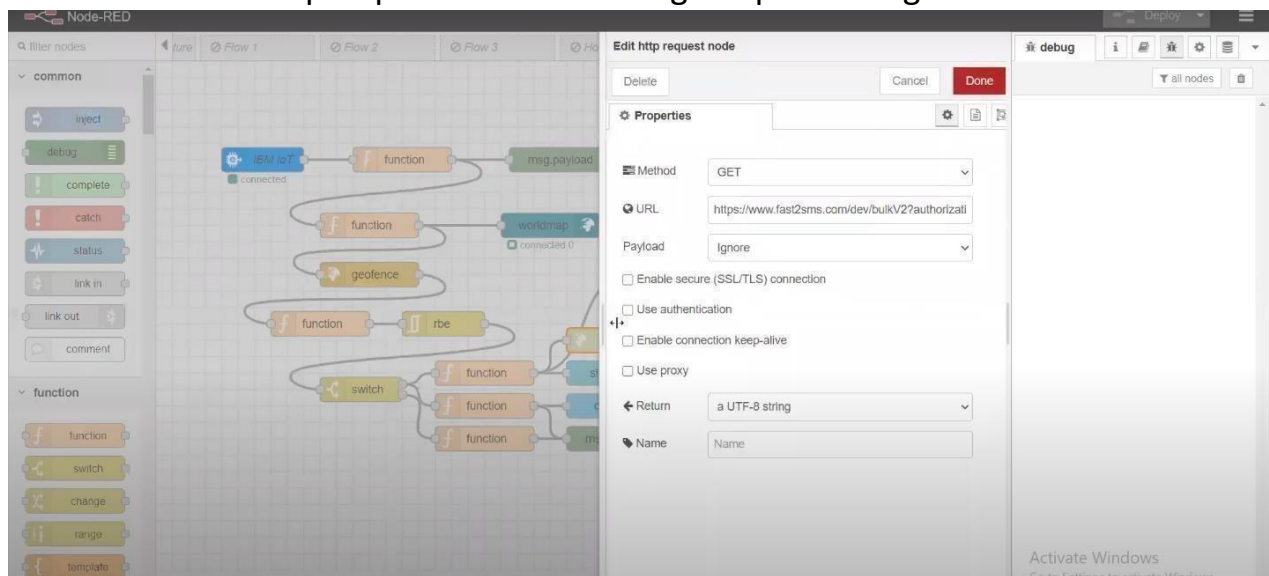 Node-RED
Deploy
filter nodes
ture
Flow 1
Flow 2
Flow 3
Edit http request node
debug
i
common
Delete
Cancel
Done
all nodes
inject
Properties
debug
IBM IoT
function
msg.payload
connected
complete
Method
GET
catch
URL
https://www.fast2sms.com/dev/bulkV2?authorizati
function
worldmap
connected 0
status
Payload
Ignore
geofence
link in
Enable secure (SSL/TLS) connection
link out
function
rbe
Use authentication
comment
Enable connection keep-alive
function
switch
function
Use proxy
function
function
Return
a UTF-8 string
function
Name
Name
switch
change
range
template
Activate Windows